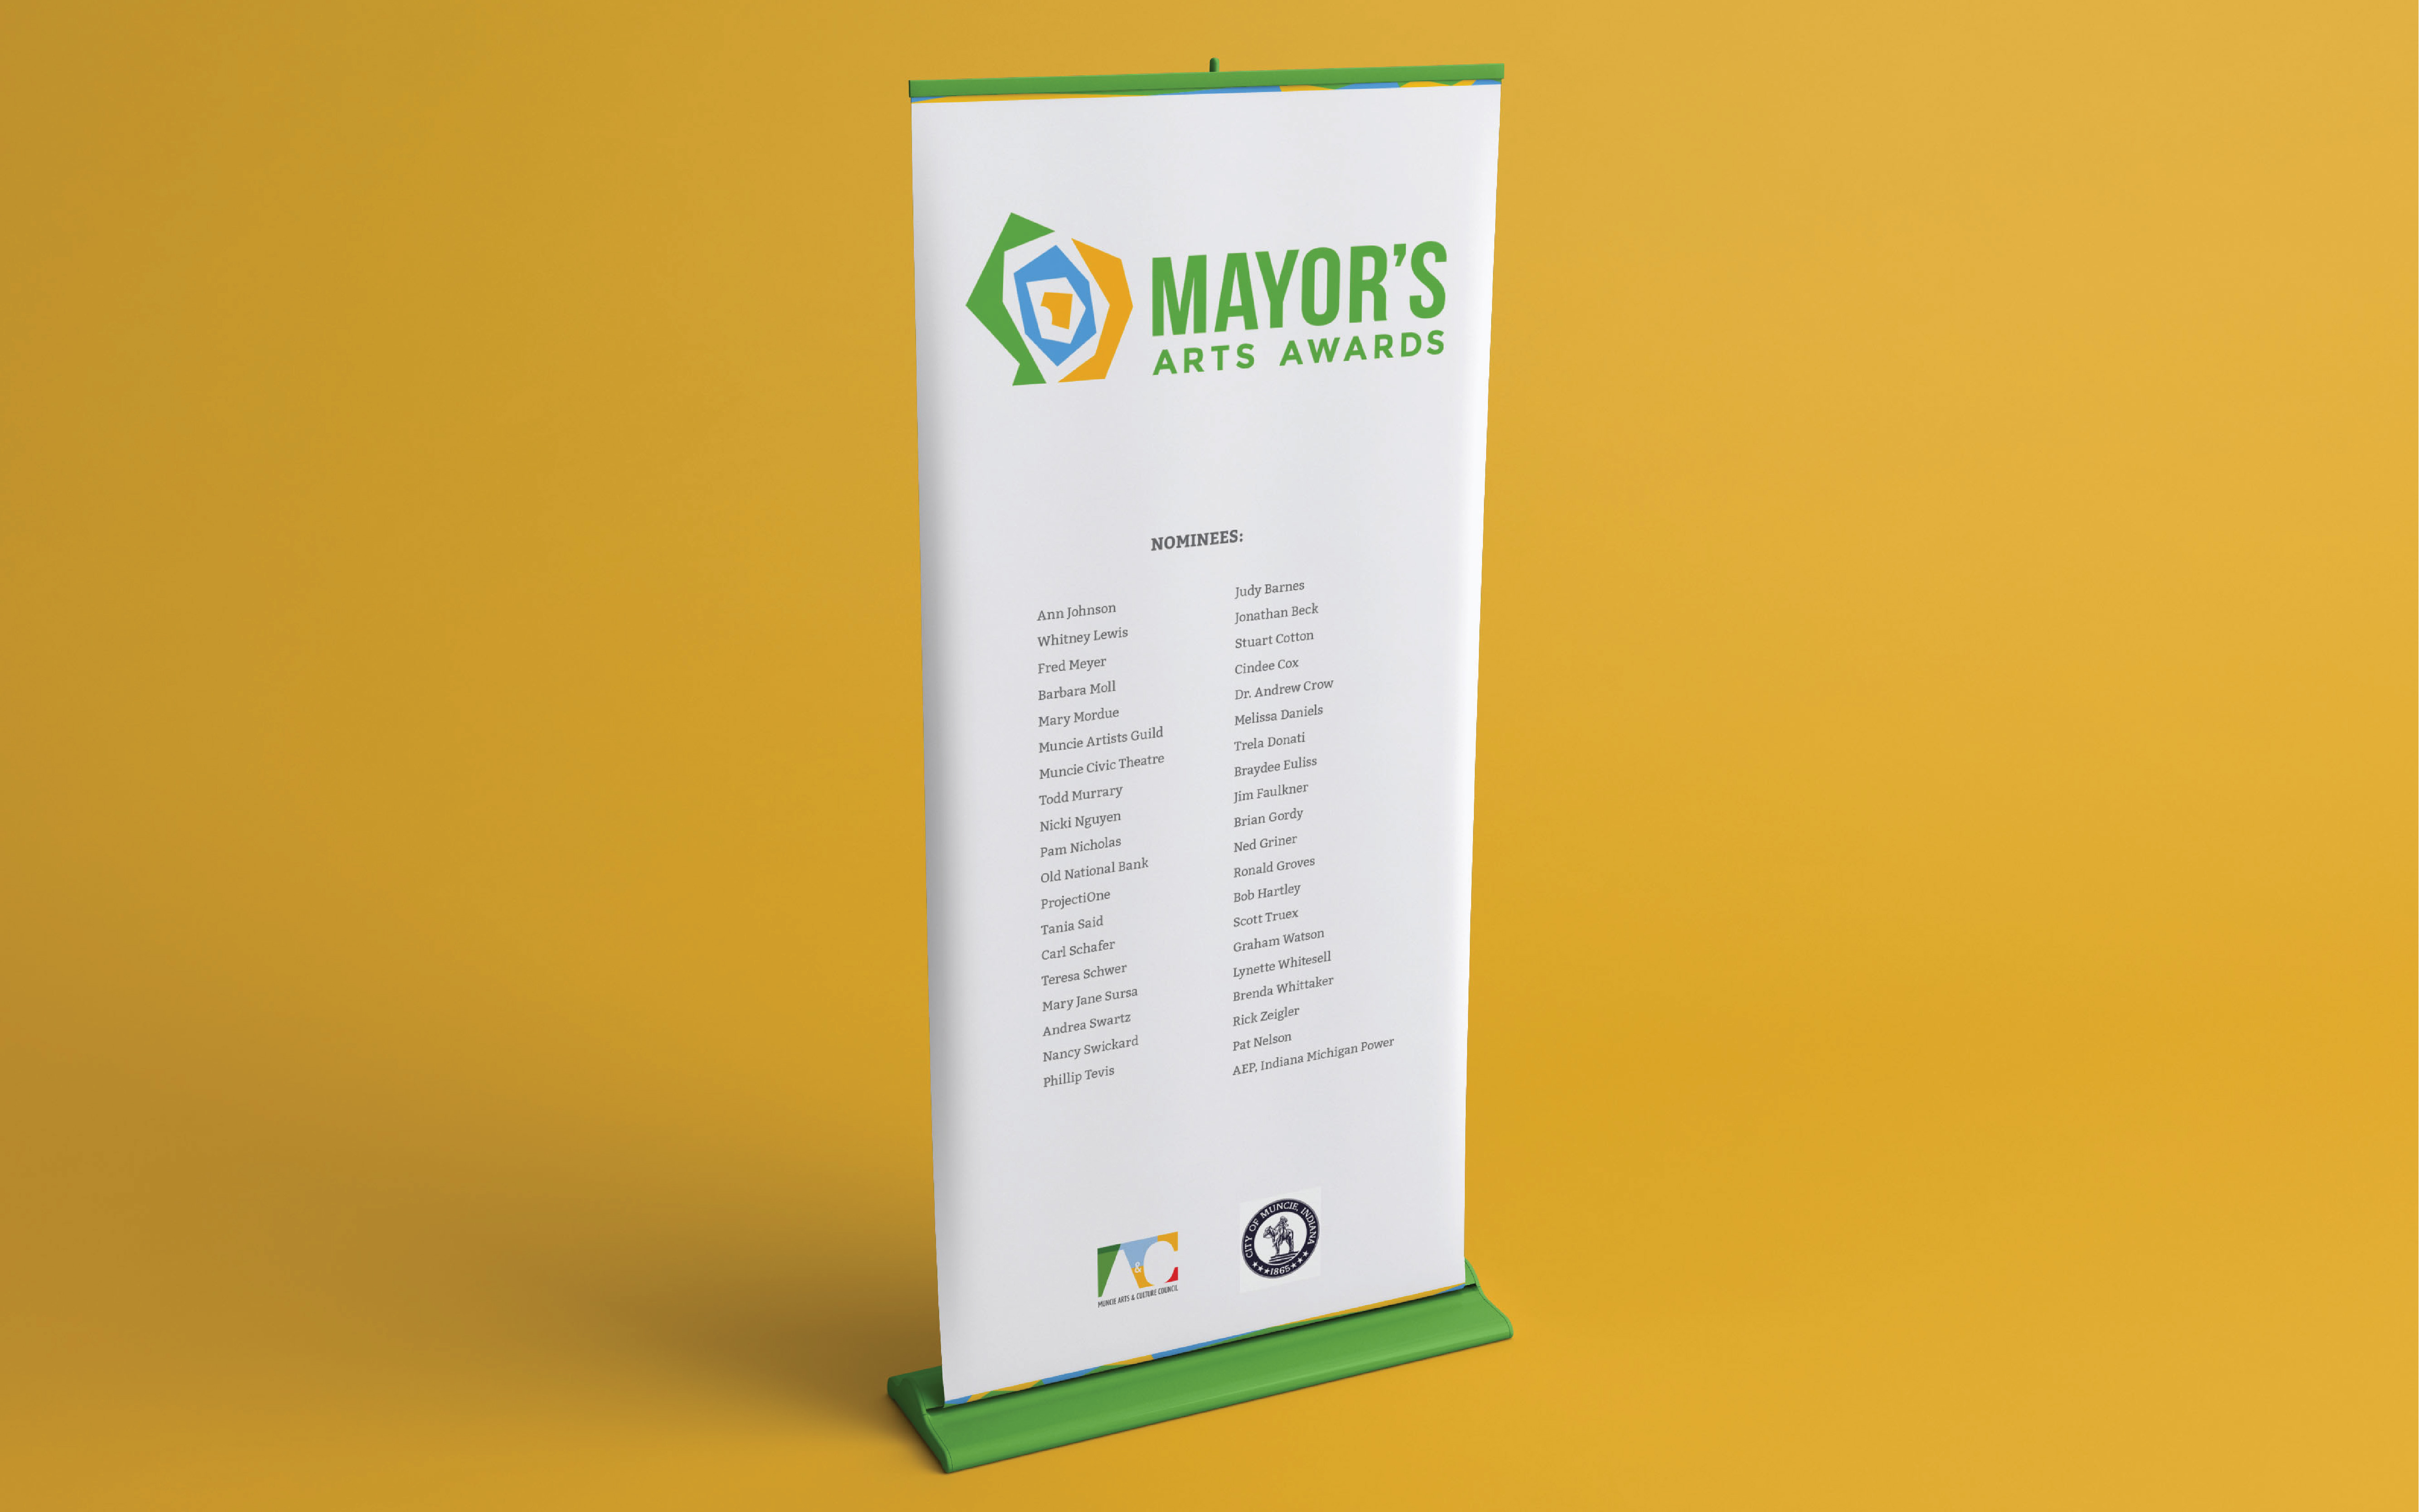 MAYOR'S
ARTS AWARDS
NOMINEES:
Ann Johnson
Whitney Lewis
Fred Meyer
Barbara Moll
Mary Mordue
Muncie Artists Guild
Muncie Civic Theatre
Todd Murrary
Nicki Nguyen
Pam Nicholas
Old National Bank
ProjectiOne
Tania Said
Carl Schafer
Teresa Schwer
Mary Jane Sursa
Andrea Swartz
Nancy Swickard
Phillip Tevis
Judy Barnes
Jonathan Beck
Stuart Cotton
Cindee Cox
Dr. Andrew Crow
Melissa Daniels
Trela Donati
Braydee Euliss
Jim Faulkner
Brian Gordy
Ned Griner
Ronald Groves
Bob Hartley
Scott Truex
Graham Watson
Lynette Whitesell
Brenda Whittaker
Rick Zeigler
Pat Nelson
AEP, Indiana Michigan Power
A&C
MUNCIE ARTS & CULTURE COUNCIL
CITY OF MUNCIE, INDIANA
1865